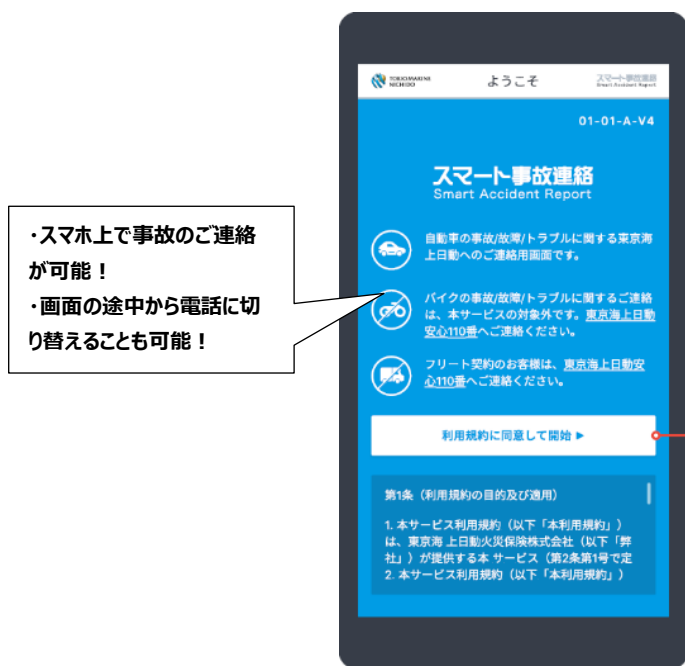 TOKIO MARINE
NICHIDO
ようこそ
スマート事故連絡
Smart Accident Report
01-01-A-V4
スマート事故連絡
Smart Accident Report
・スマホ上で事故のご連絡
が可能！
・画面の途中から電話に切
り替えることも可能！
自動車の事故/故障/トラブルに関する東京海
上日動へのご連絡用画面です。
バイクの事故/故障/トラブルに関するご連絡
は、本サービスの対象外です。東京海上日動
安心110番へご連絡ください。
フリート契約のお客様は、東京海上日動安
心110番へご連絡ください。
利用規約に同意して開始 ▶
第1条（利用規約の目的及び適用）
1. 本サービス利用規約（以下「本利用規約」）
は、東京海 上日動火災保険株式会社（以下「弊
社」）が提供する本 サービス（第2条第1号で定
2. 本サービス利用規約（以下「本利用規約」）